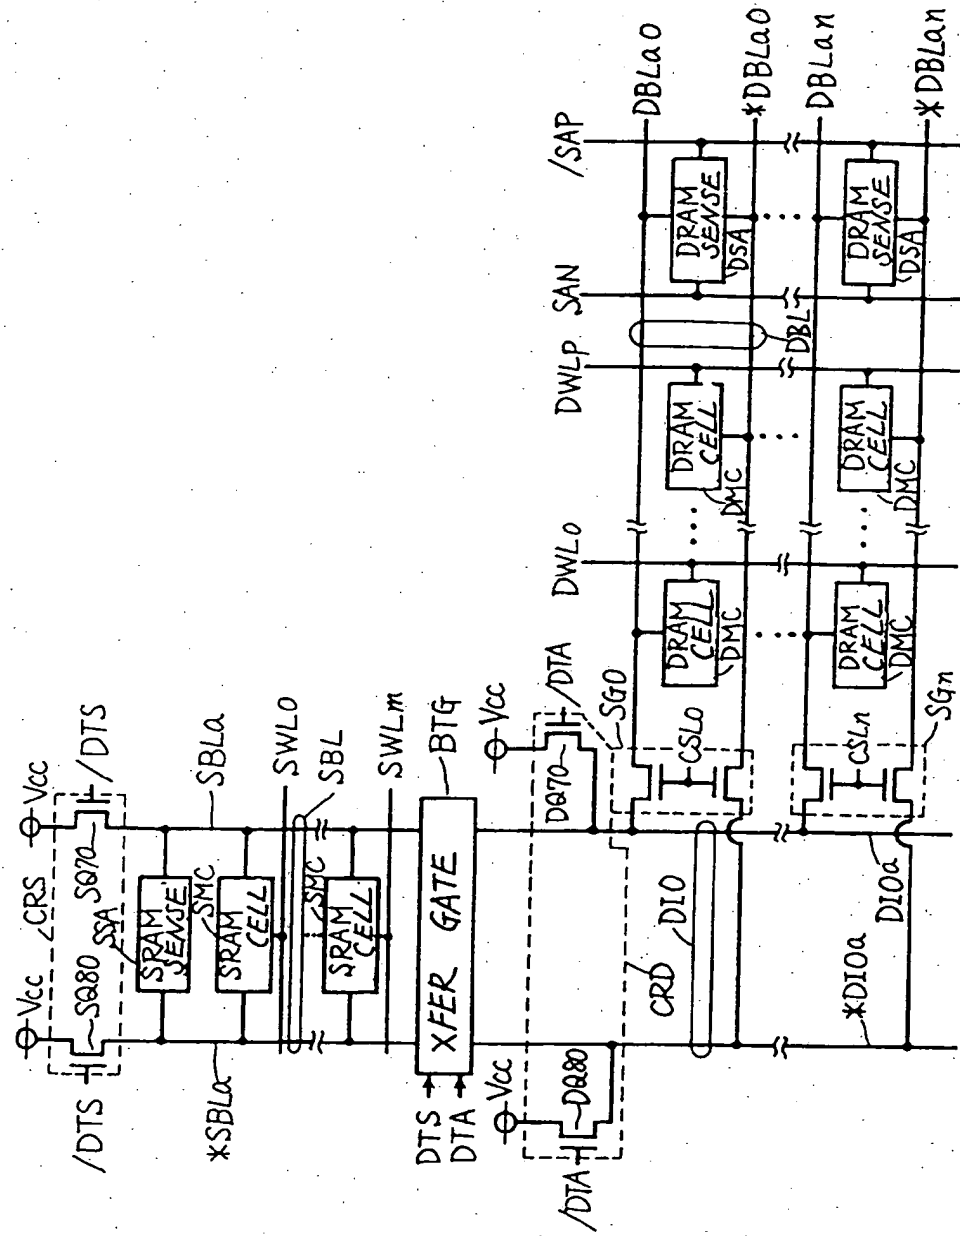 Vcc
Vcc
CRS
/DTS
/DTS
SQ80
SQ70
SSA
SRAM
SENSE
SMC
SRAM
CELL
SBLa
*SBLa
SWL0
SBL
SMC
SRAM
CELL
SWLm
BTG
XFER GATE
DTS
DTA
Vcc
Vcc
/DTA
/DTA
DQ80
DQ70
SG0
CRD
DIO
CSL0
CSLn
SGn
DIOa
*DIOa
DWL0
DRAM
CELL
DMC
DRAM
CELL
DMC
DWLP
DRAM
CELL
DMC
DRAM
CELL
DMC
DBL
SAN
/SAP
DRAM
SENSE
DSA
DRAM
SENSE
DSA
DBLa0
*DBLa0
DBLan
*DBLan